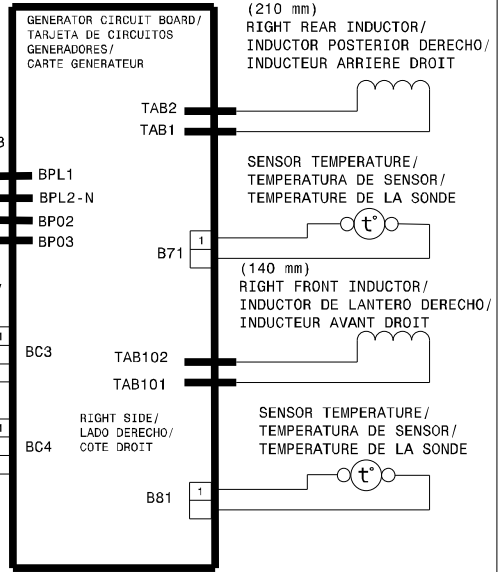 GENERATOR CIRCUIT BOARD/
TARJETA DE CIRCUITOS
GENERADORES/
CARTE GENERATEUR
(210 mm)
RIGHT REAR INDUCTOR/
INDUCTOR POSTERIOR DERECHO/
INDUCTEUR ARRIERE DROIT
TAB2
TAB1
SENSOR TEMPERATURE/
TEMPERATURA DE SENSOR/
TEMPERATURE DE LA SONDE
BPL1
BPL2-N
BP02
BP03
t°
1
B71
(140 mm)
RIGHT FRONT INDUCTOR/
INDUCTOR DE LANTERO DERECHO/
INDUCTEUR AVANT DROIT
BC3
TAB102
TAB101
RIGHT SIDE/
LADO DERECHO/
COTE DROIT
BC4
SENSOR TEMPERATURE/
TEMPERATURA DE SENSOR/
TEMPERATURE DE LA SONDE
t°
1
B81